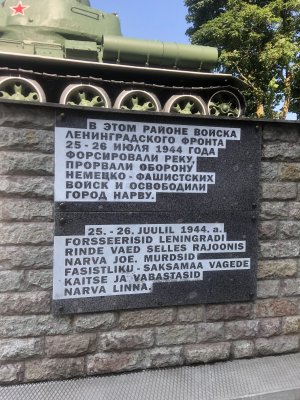 В ЭТОМ РАЙОНЕ ВОЙСКА
ЛЕНИНГРАДСКОГО ФРОНТА
25 - 26 ИЮЛЯ 1944 ГОДА
ФОРСИРОВАЛИ РЕКУ,
ПРОРВАЛИ ОБОРОНУ
НЕМЕЦКО - ФАШИСТСКИХ
ВОЙСК И ОСВОБОДИЛИ
ГОРОД НАРВУ.
25. - 26. JUULIL 1944. a.
FORSSEERISID LENINGRADI
RINDE VAED SELLES RAJOONIS
NARVA JOE, MURDSID
FASISTLIKU - SAKSAMAA VAGEDE
KAITSE JA VABASTASID
NARVA LINNA.